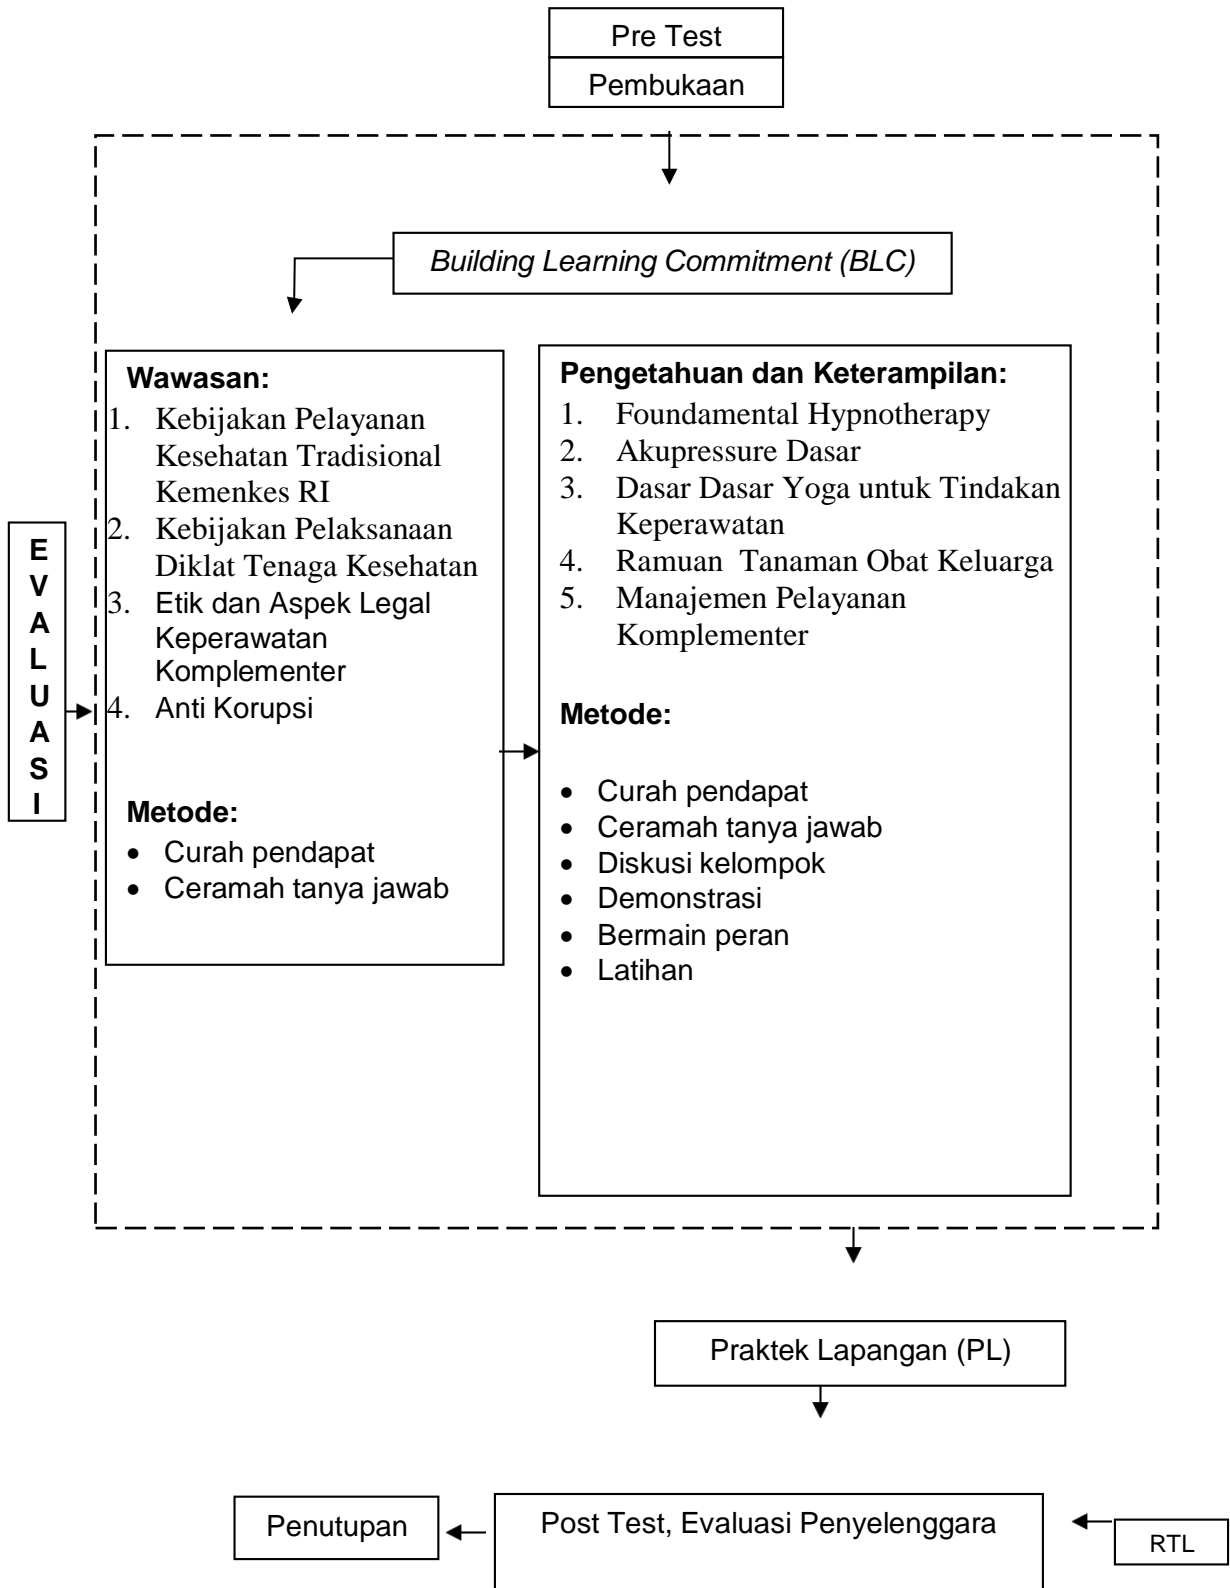 Pre Test
Pembukaan
Building Learning Commitment (BLC)
E
V
A
L
U
A
S
I
Wawasan:
1. Kebijakan Pelayanan
Kesehatan Tradisional
Kemenkes RI
2. Kebijakan Pelaksanaan
Diklat Tenaga Kesehatan
3. Etik dan Aspek Legal
Keperawatan
Komplementer
4. Anti Korupsi
Metode:
• Curah pendapat
• Ceramah tanya jawab
Pengetahuan dan Keterampilan:
1. Foundamental Hypnotherapy
2. Akupressure Dasar
3. Dasar Dasar Yoga untuk Tindakan
Keperawatan
4. Ramuan Tanaman Obat Keluarga
5. Manajemen Pelayanan
Komplementer
Metode:
• Curah pendapat
• Ceramah tanya jawab
• Diskusi kelompok
• Demonstrasi
• Bermain peran
• Latihan
Praktek Lapangan (PL)
Penutupan
Post Test, Evaluasi Penyelenggara
RTL